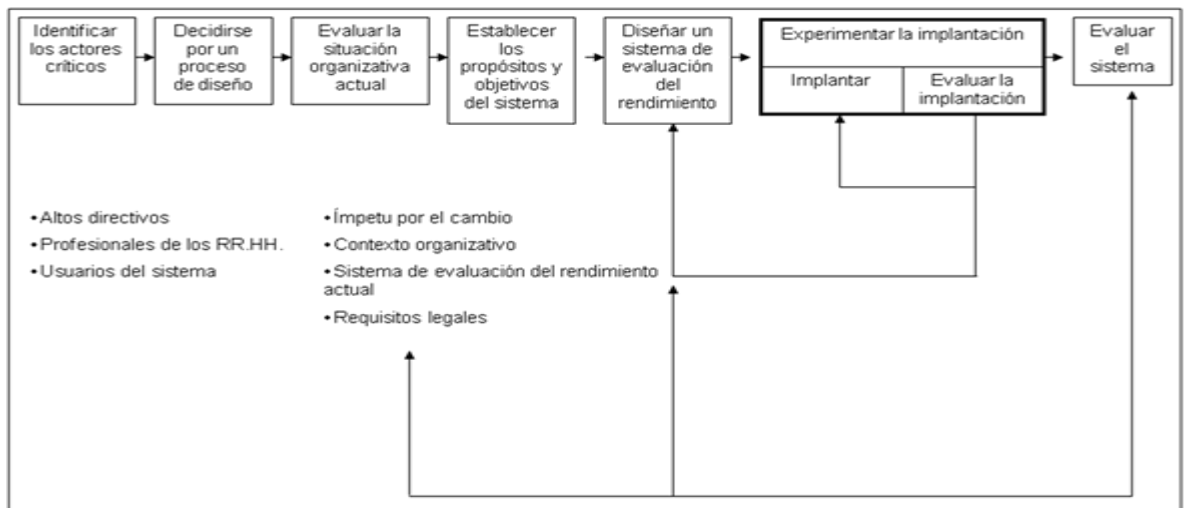 Identificar
los actores
críticos
Decidirse
por un
proceso
de diseño
Evaluar la
situación
organizativa
actual
Establecer
los
propósitos y
objetivos
del sistema
Diseñar un
sistema de
evaluación
del
rendimiento
Experimentar la implantación
Implantar
Evaluar la
implantación
Evaluar
el
sistema
•Altos directivos
•Profesionales de los RR.HH.
•Usuarios del sistema
•Ímpetu por el cambio
•Contexto organizativo
•Sistema de evaluación del rendimiento
actual
•Requisitos legales